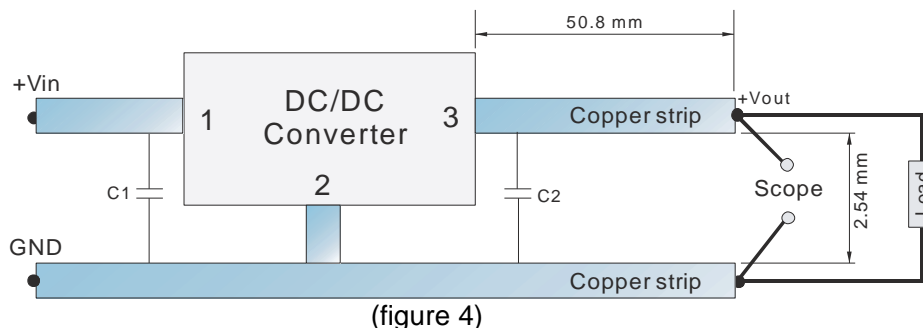 50.8 mm
+Vin
DC/DC
Converter
1
2
3
Copper strip
+Vout
C1
C2
Scope
2.54 mm
Load
GND
Copper strip
(figure 4)